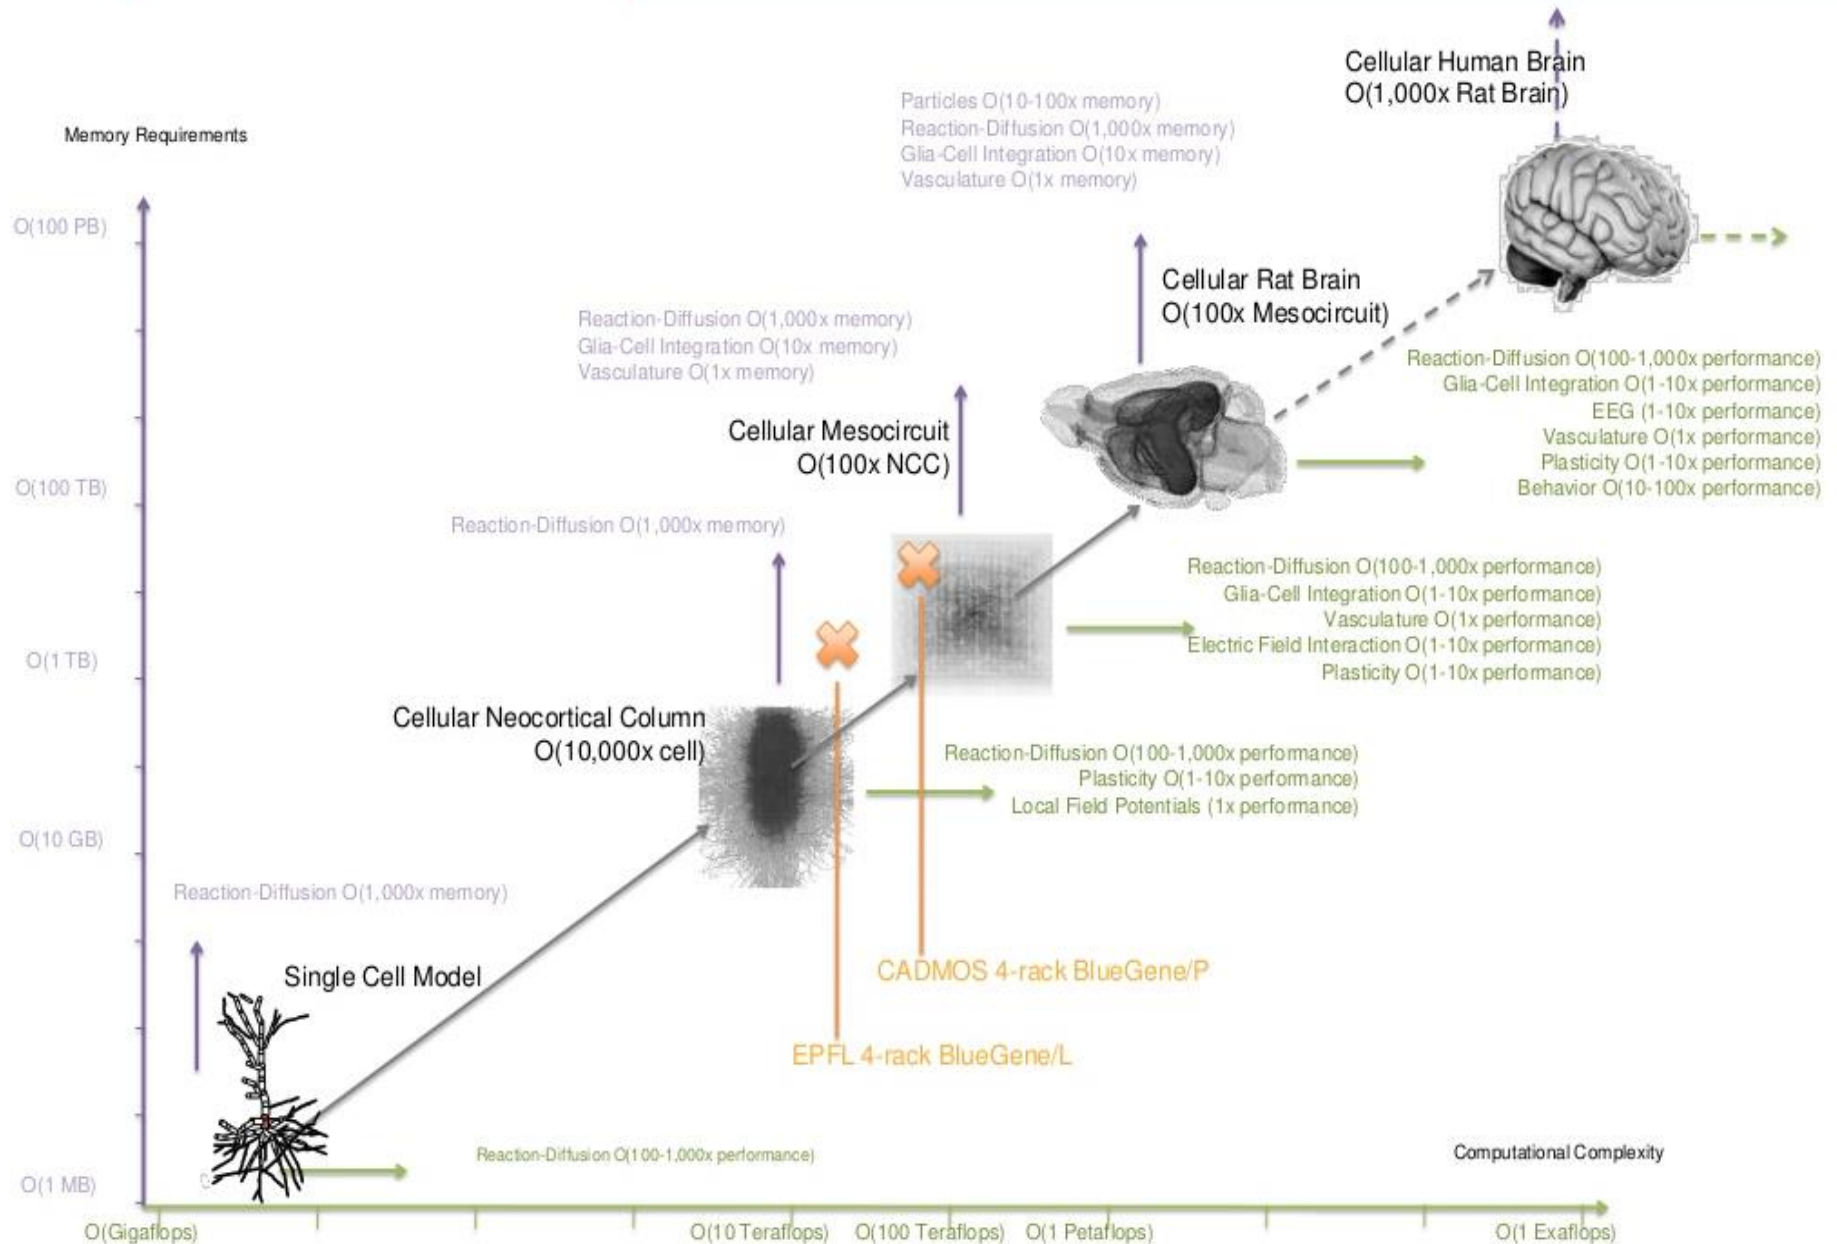 Cellular Human Brain
O(1,000x Rat Brain)
Particles O(10-100x memory)
Reaction-Diffusion O(1,000x memory)
Glia-Cell Integration O(10x memory)
Vasculature O(1x memory)
Memory Requirements
O(100 PB)
Cellular Rat Brain
O(100x Mesocircuit)
Reaction-Diffusion O(1,000x memory)
Glia-Cell Integration O(10x memory)
Vasculature O(1x memory)
Reaction-Diffusion O(100-1,000x performance)
Glia-Cell Integration O(1-10x performance)
EEG (1-10x performance)
Vasculature O(1x performance)
Plasticity O(1-10x performance)
Behavior O(10-100x performance)
Cellular Mesocircuit
O(100x NCC)
O(100 TB)
Reaction-Diffusion O(1,000x memory)
Reaction-Diffusion O(100-1,000x performance)
Glia-Cell Integration O(1-10x performance)
Vasculature O(1x performance)
Electric Field Interaction O(1-10x performance)
Plasticity O(1-10x performance)
O(1 TB)
Cellular Neocortical Column
O(10,000x cell)
Reaction-Diffusion O(100-1,000x performance)
Plasticity O(1-10x performance)
Local Field Potentials (1x performance)
O(10 GB)
Reaction-Diffusion O(1,000x memory)
Single Cell Model
CADMOS 4-rack BlueGene/P
EPFL 4-rack BlueGene/L
Reaction-Diffusion O(100-1,000x performance)
Computational Complexity
O(1 MB)
O(Gigaflops)
O(10 Teraflops)
O(100 Teraflops)
O(1 Petaflops)
O(1 Exaflops)